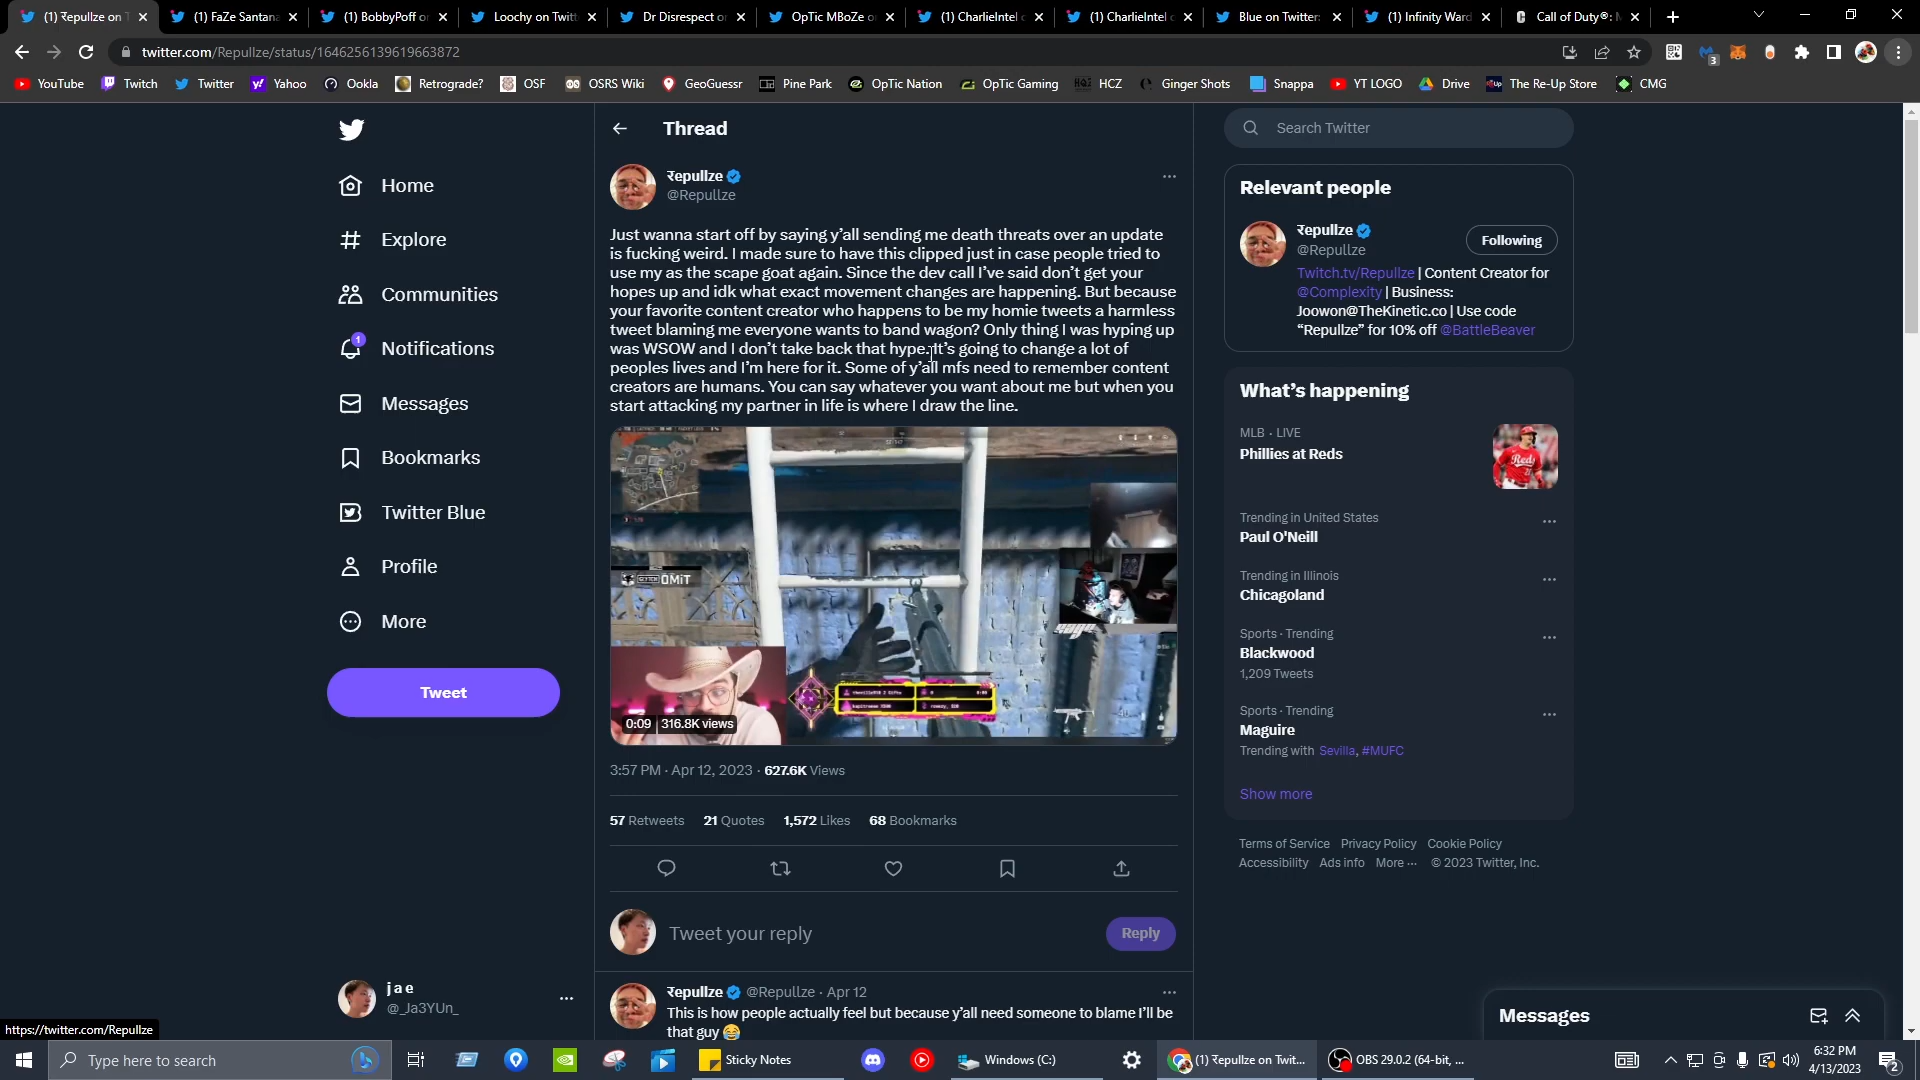 (1) Repullze on T
(1) FaZe Santana
(1) BobbyPoff o
Loochy on Twitt
Dr Disrespect o
OpTic MBoZe o
(1) CharlieIntel
(1) CharlieIntel
Blue on Twitter:
(1) Infinity Ward
Call of Duty®:
twitter.com/Repullze/status/1646256139619663872
3
YouTube
Twitch
Twitter
Yahoo
Ookla
Retrograde?
OSF
OSRS Wiki
GeoGuessr
Pine Park
OpTic Nation
OpTic Gaming
HCZ
Ginger Shots
Snappa
YT LOGO
Drive
The Re-Up Store
CMG
Home
Explore
Communities
1
Notifications
Messages
Bookmarks
Twitter Blue
Profile
More
Tweet
j a e
@_Ja3YUn_
https://twitter.com/Repullze
Thread
Repullze
@Repullze
Just wanna start off by saying y'all sending me death threats over an update
is fucking weird. I made sure to have this clipped just in case people tried to
use my as the scape goat again. Since the dev call I've said don't get your
hopes up and idk what exact movement changes are happening. But because
your favorite content creator who happens to be my homie tweets a harmless
tweet blaming me everyone wants to band wagon? Only thing I was hyping up
was WSOW and I don't take back that hype. It's going to change a lot of
peoples lives and I'm here for it. Some of y'all mfs need to remember content
creators are humans. You can say whatever you want about me but when you
start attacking my partner in life is where I draw the line.
OMiT
0:09 316.8K views
3:57 PM · Apr 12, 2023 · 627.6K Views
57 Retweets 21 Quotes 1,572 Likes 68 Bookmarks
Tweet your reply
Reply
Repullze @Repullze · Apr 12
This is how people actually feel but because y'all need someone to blame I'll be
that guy 😂
Search Twitter
Relevant people
Repullze
@Repullze
Following
Twitch.tv/Repullze | Content Creator for
@Complexity | Business:
Joowon@TheKinetic.co | Use code
“Repullze” for 10% off @BattleBeaver
What's happening
MLB · LIVE
Phillies at Reds
Reds
Trending in United States
Paul O'Neill
Trending in Illinois
Chicagoland
Sports · Trending
Blackwood
1,209 Tweets
Sports · Trending
Maguire
Trending with Sevilla, #MUFC
Show more
Terms of Service Privacy Policy Cookie Policy
Accessibility Ads info More ··· © 2023 Twitter, Inc.
Messages
Type here to search
Sticky Notes
Windows (C:)
(1) Repullze on Twit...
OBS 29.0.2 (64-bit, ...
6:32 PM
4/13/2023
2